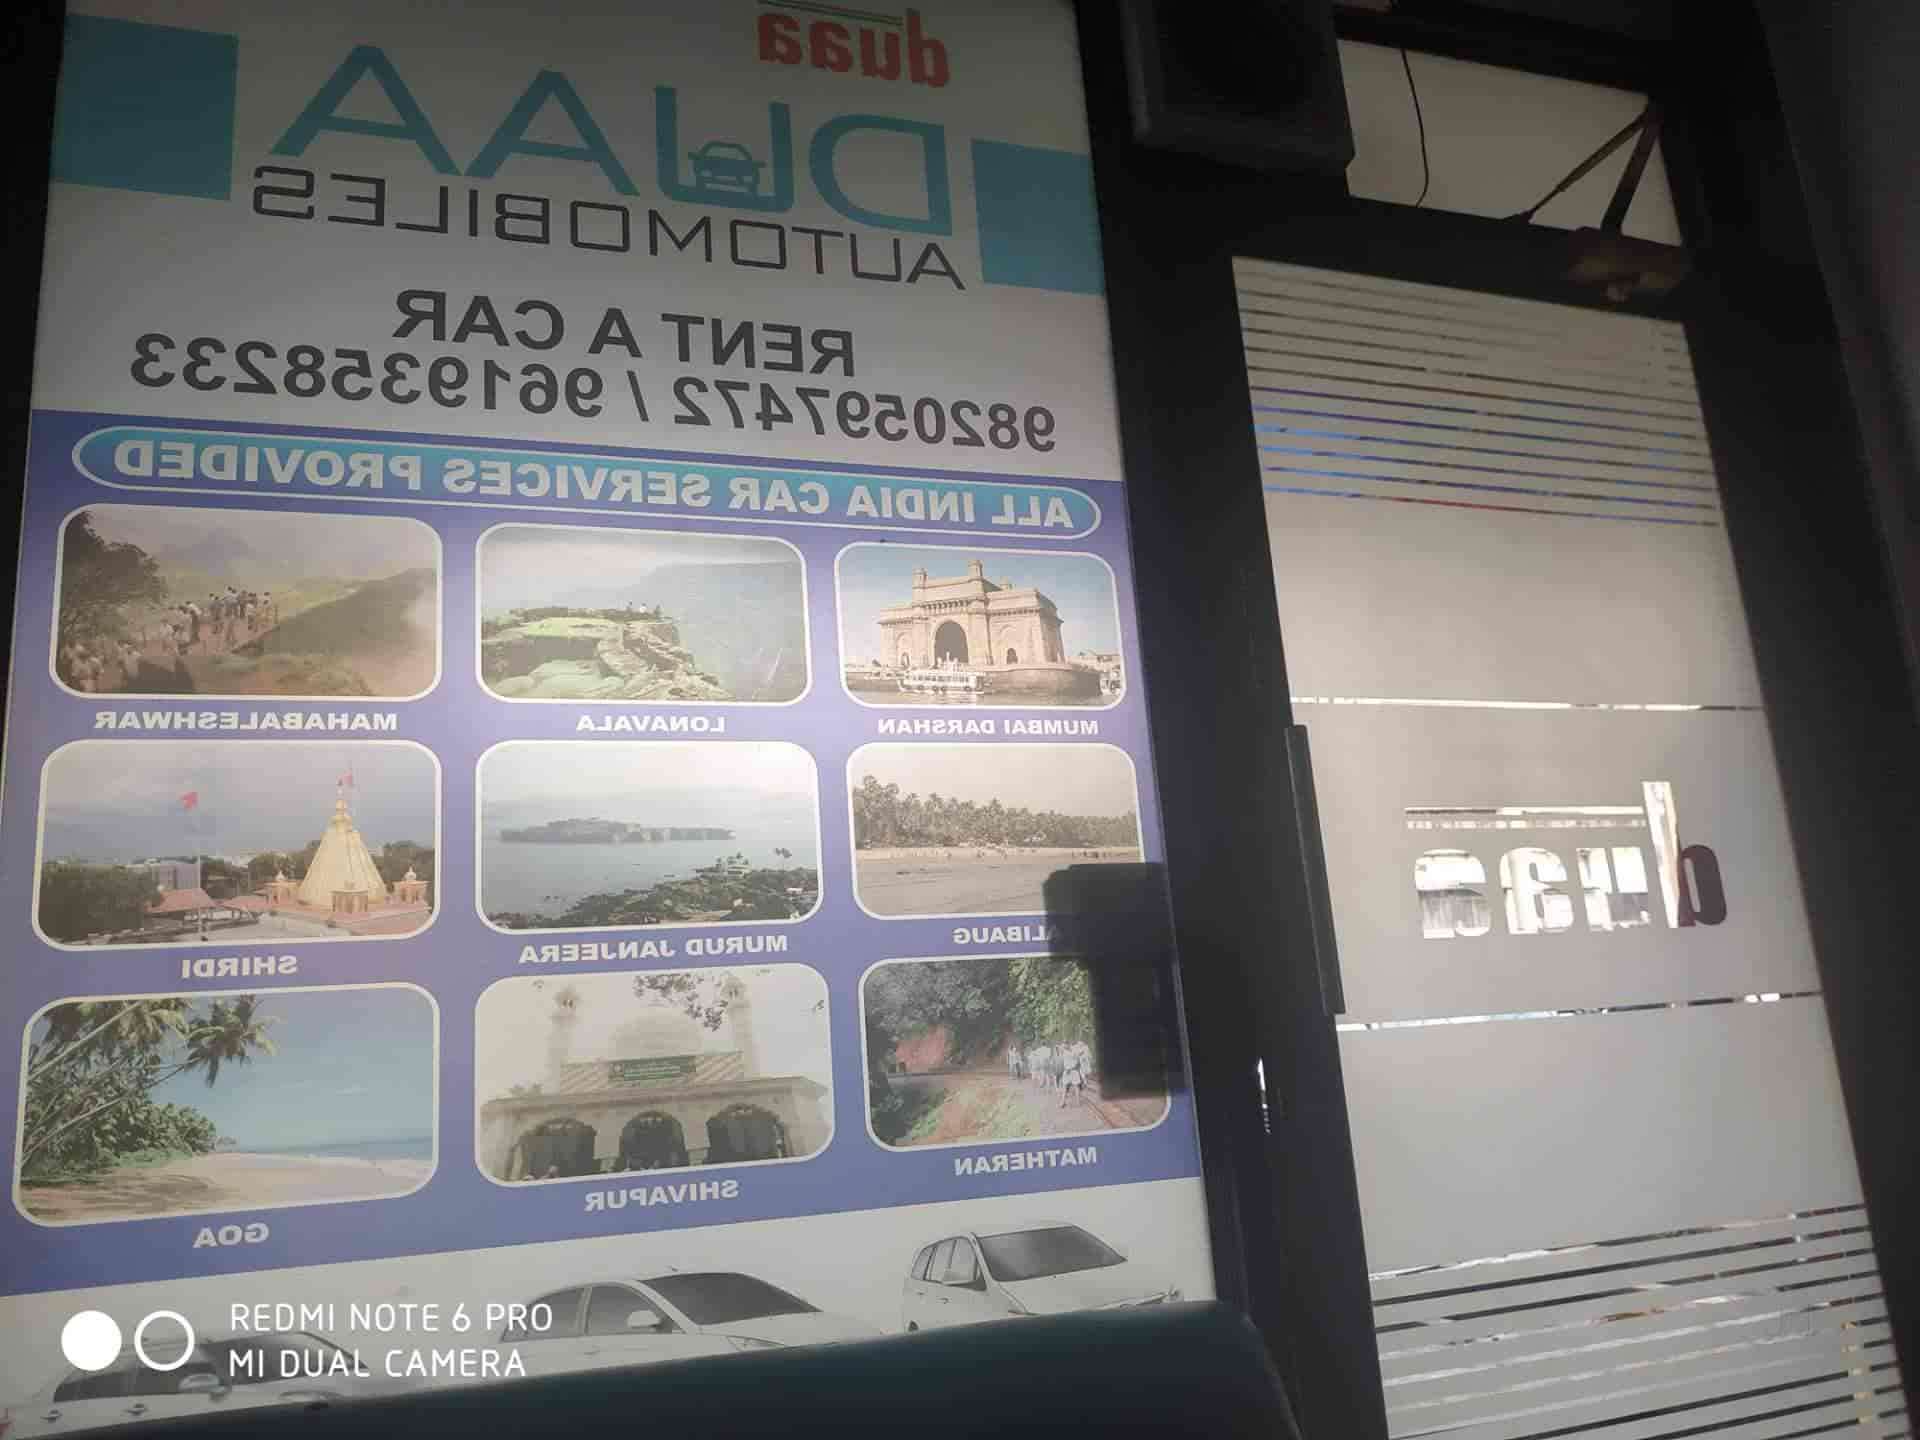 duaa
DUAA
AUTOMOBILES
RENT A CAR
9820597472 / 9619358233
ALL INDIA CAR SERVICES PROVIDED
MUMBAI DARSHAN
LONAVALA
MAHABALESHWAR
ALIBAUG
MURUD JANJEERA
SHIRDI
MATHERAN
SHIVAPUR
GOA
duaa
REDMI NOTE 6 PRO
MI DUAL CAMERA